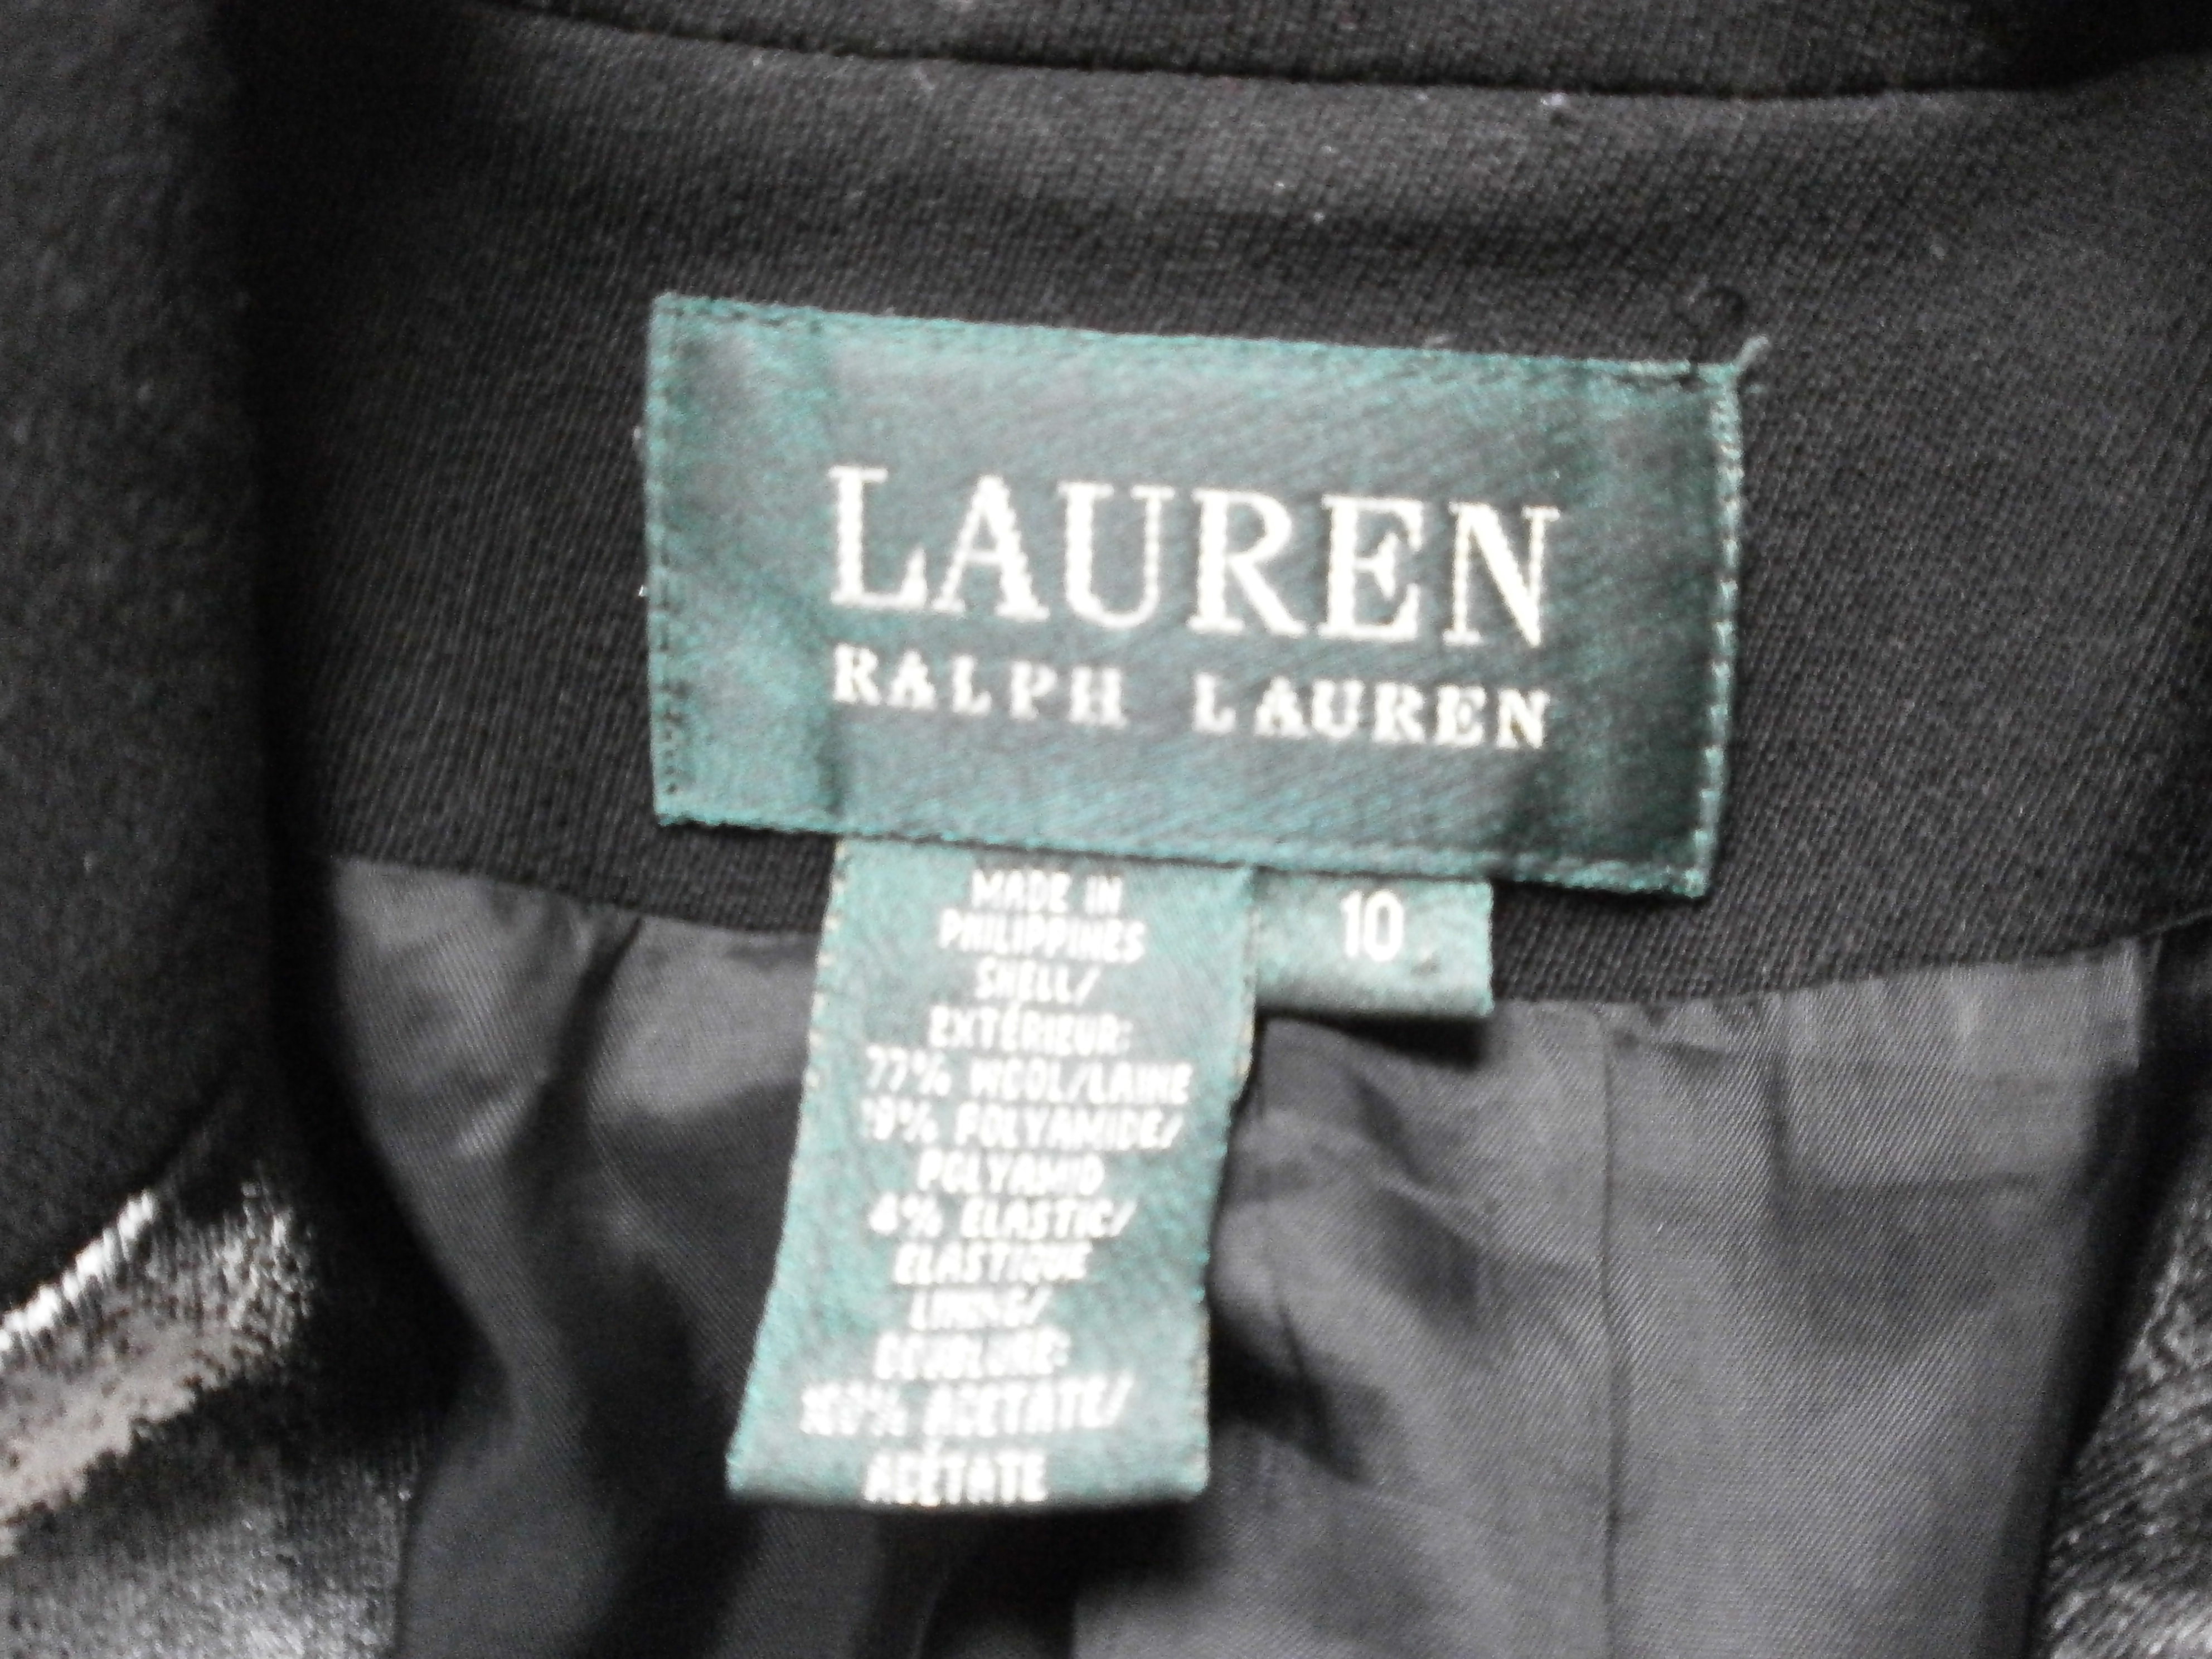 LAUREN
RALPH LAUREN
10
MADE IN
PHILIPPINES
SHELL/
EXTÉRIEUR:
77% WOOL/LAINE
19% POLYAMIDE/
POLYAMID
4% ELASTIC/
ÉLASTIQUE
LINING/
DOUBLURE:
100% ACETATE/
ACÉTATE